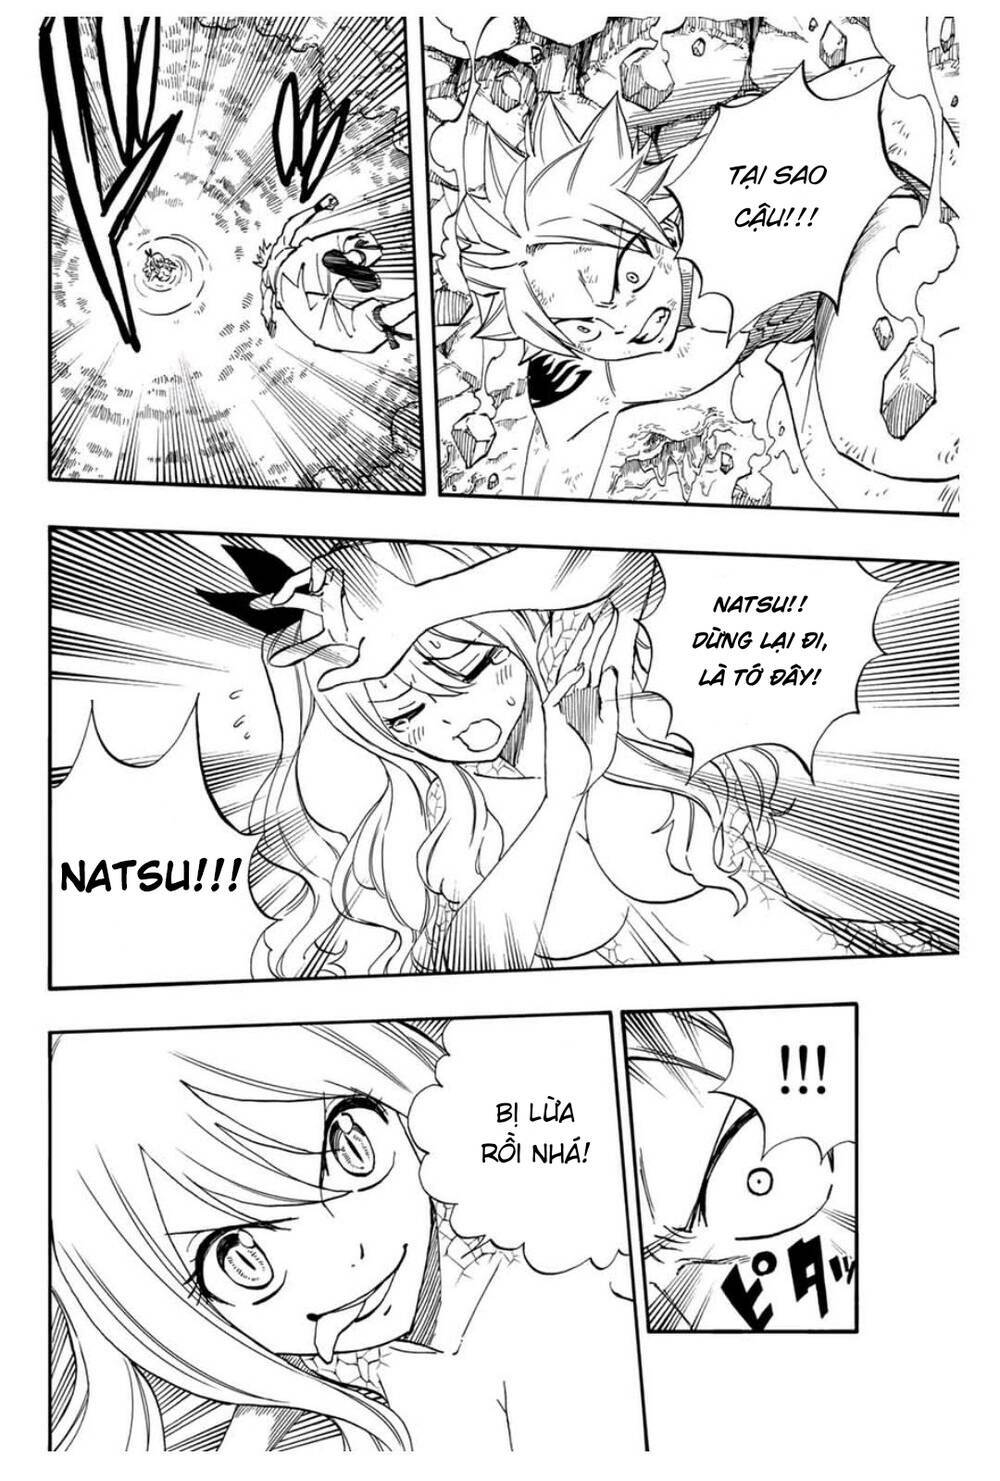 TẠI SAO
CẬU!!!
NATSU!!
DỪNG LẠI ĐI,
LÀ TỚ ĐÂY!
NATSU!!!
!!!
ピタッ
BỊ LỪA
RỒI NHÁ!